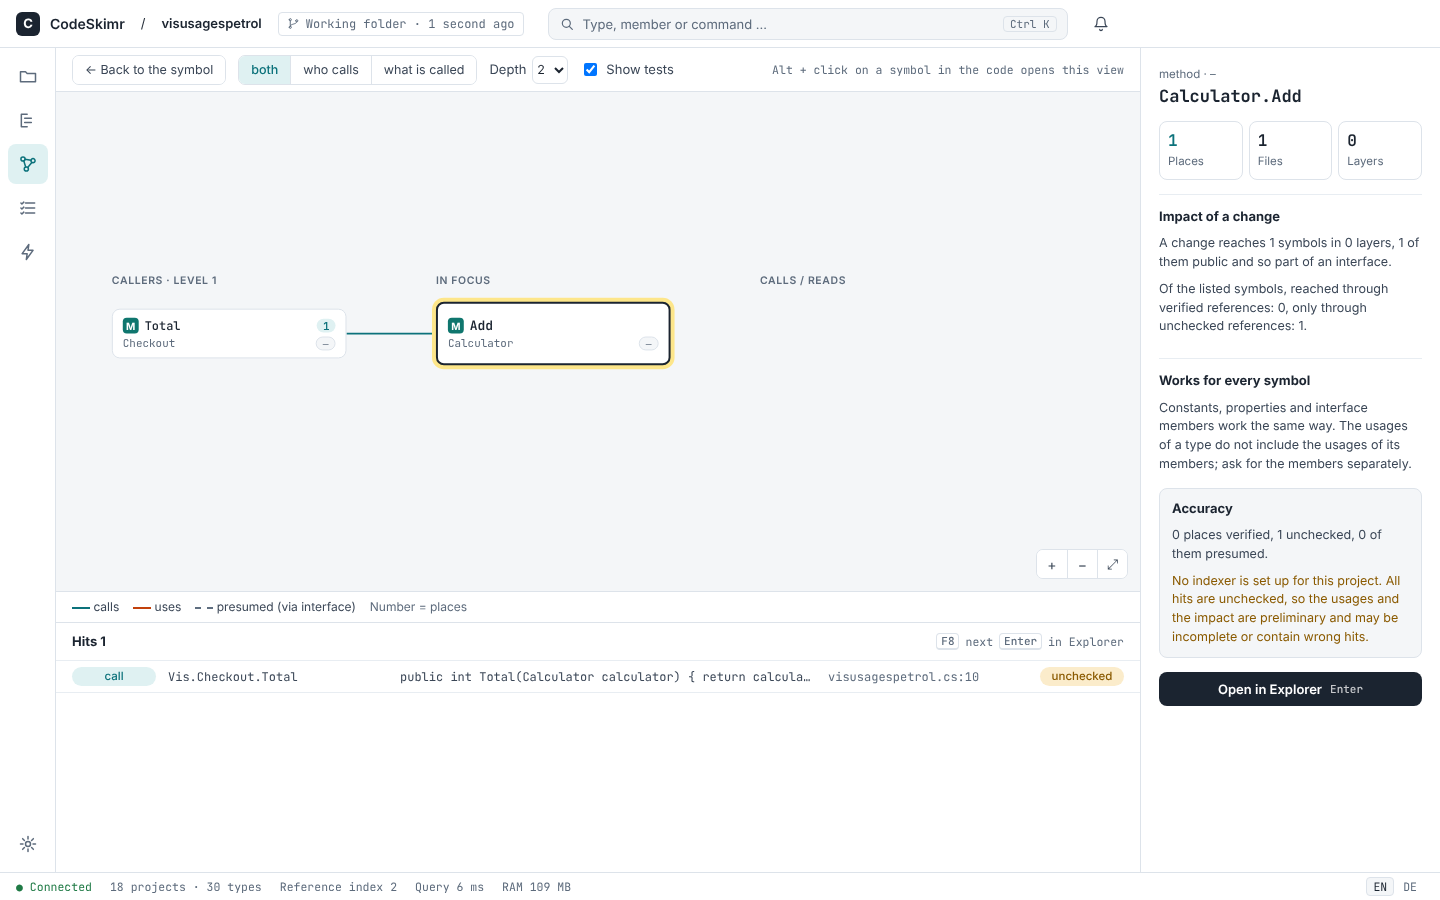 C CodeSkimr / visusagespetrol Working folder · 1 second ago Type, member or command ... Ctrl K
← Back to the symbol both who calls what is called Depth 2 Show tests Alt + click on a symbol in the code opens this view
CALLERS · LEVEL 1 IN FOCUS CALLS / READS
M Total 1
Checkout –
M Add
Calculator –
+ −
calls uses presumed (via interface) Number = places
Hits 1 F8 next Enter in Explorer
call Vis.Checkout.Total public int Total(Calculator calculator) { return calcula… visusagespetrol.cs:10 unchecked
method · –
Calculator.Add
1 1 0
Places Files Layers
Impact of a change
A change reaches 1 symbols in 0 layers, 1 of
them public and so part of an interface.
Of the listed symbols, reached through
verified references: 0, only through
unchecked references: 1.
Works for every symbol
Constants, properties and interface
members work the same way. The usages
of a type do not include the usages of its
members; ask for the members separately.
Accuracy
0 places verified, 1 unchecked, 0 of
them presumed.
No indexer is set up for this project. All
hits are unchecked, so the usages and
the impact are preliminary and may be
incomplete or contain wrong hits.
Open in Explorer Enter
● Connected 18 projects · 30 types Reference index 2 Query 6 ms RAM 109 MB EN DE